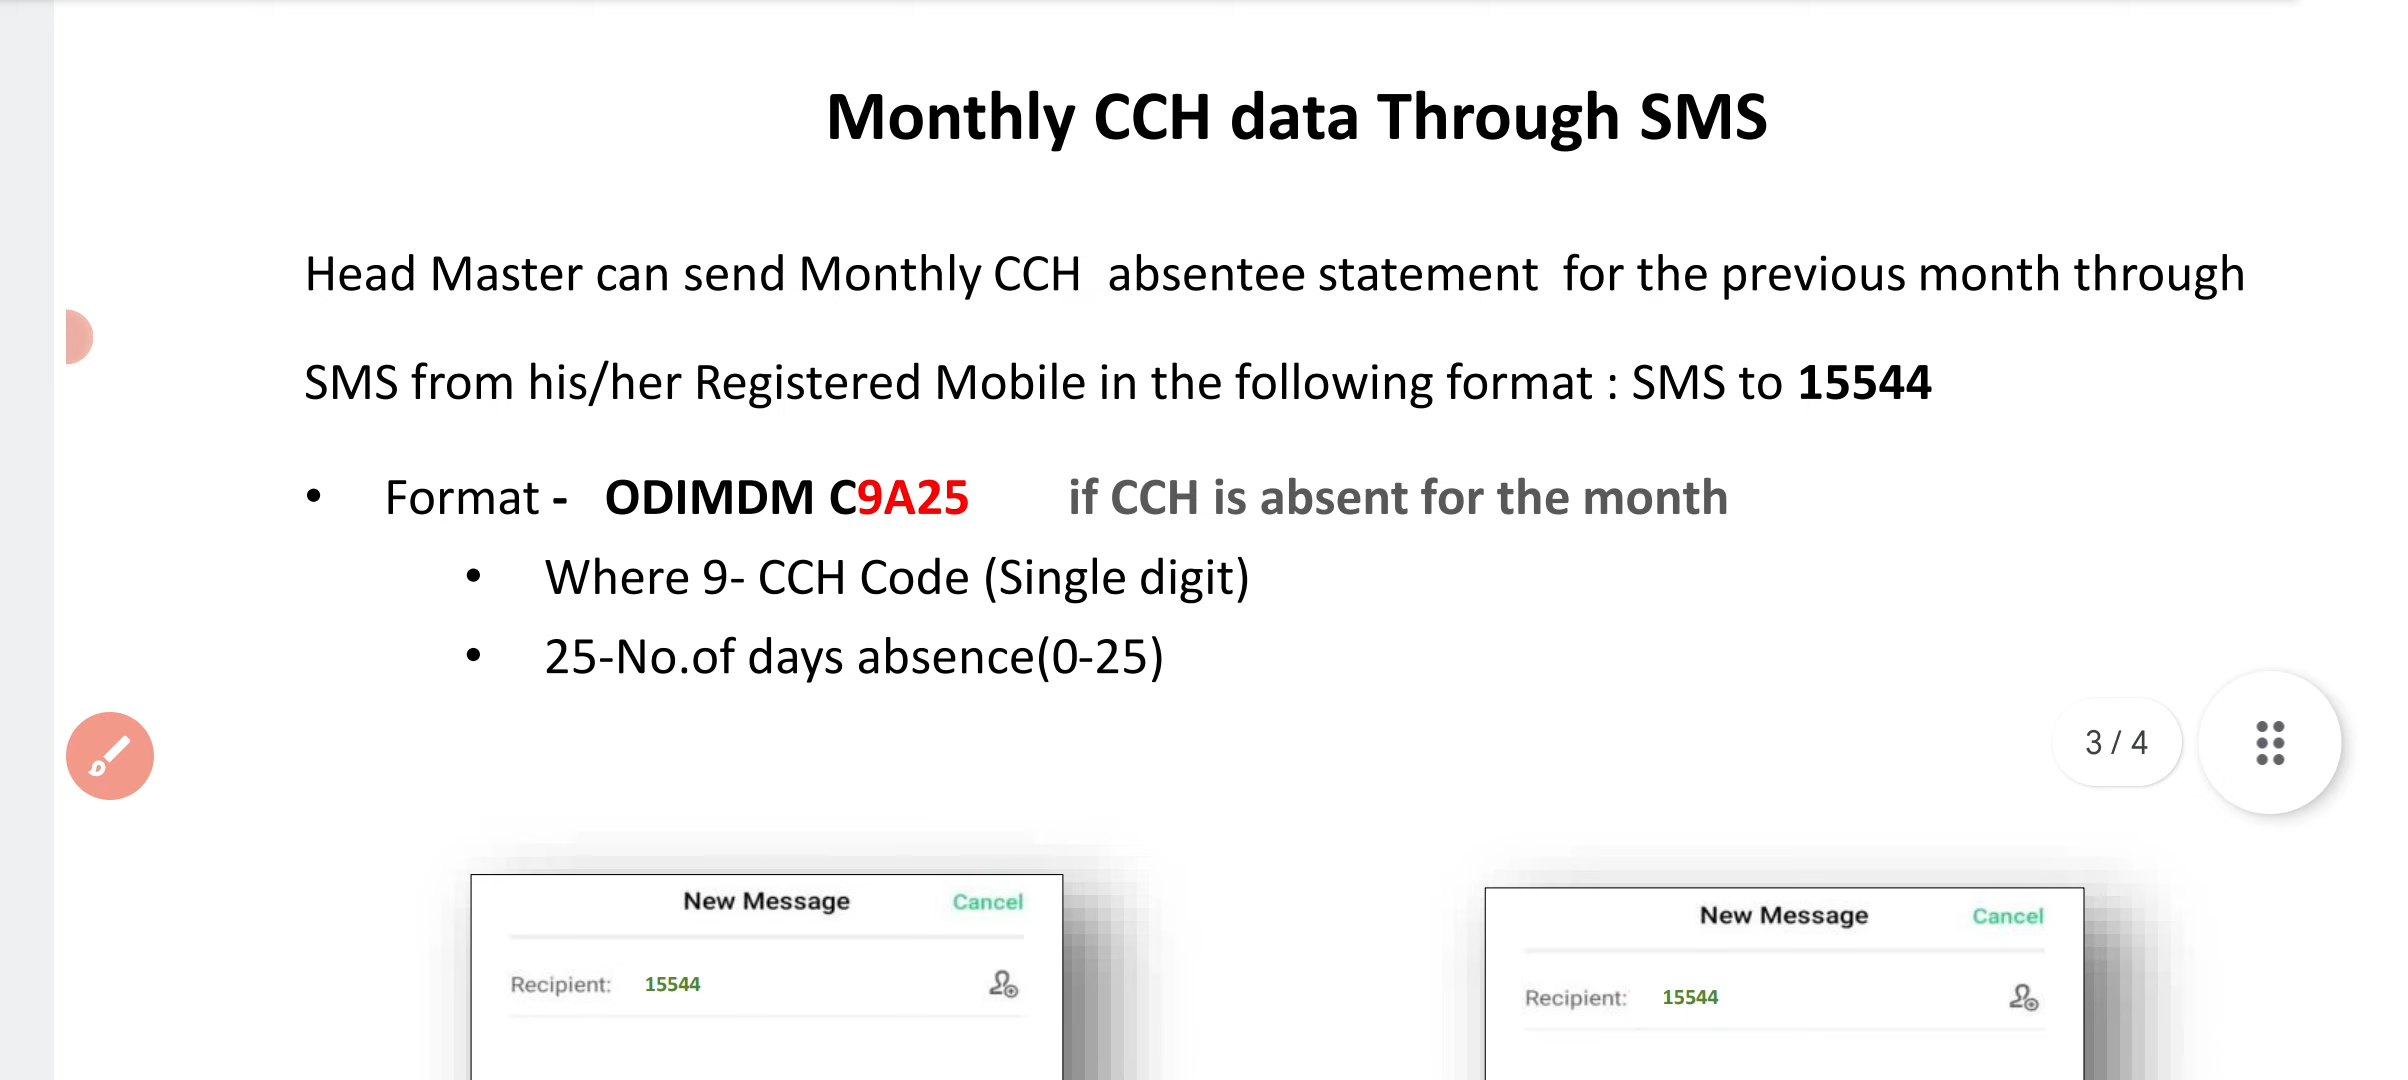 Monthly CCH data Through SMS
Head Master can send Monthly CCH absentee statement for the previous month through
SMS from his/her Registered Mobile in the following format : SMS to 15544
• Format - ODIMDM C9A25 if CCH is absent for the month
• Where 9- CCH Code (Single digit)
• 25-No.of days absence(0-25)
3 / 4
New Message Cancel
Recipient: 15544
New Message Cancel
Recipient: 15544